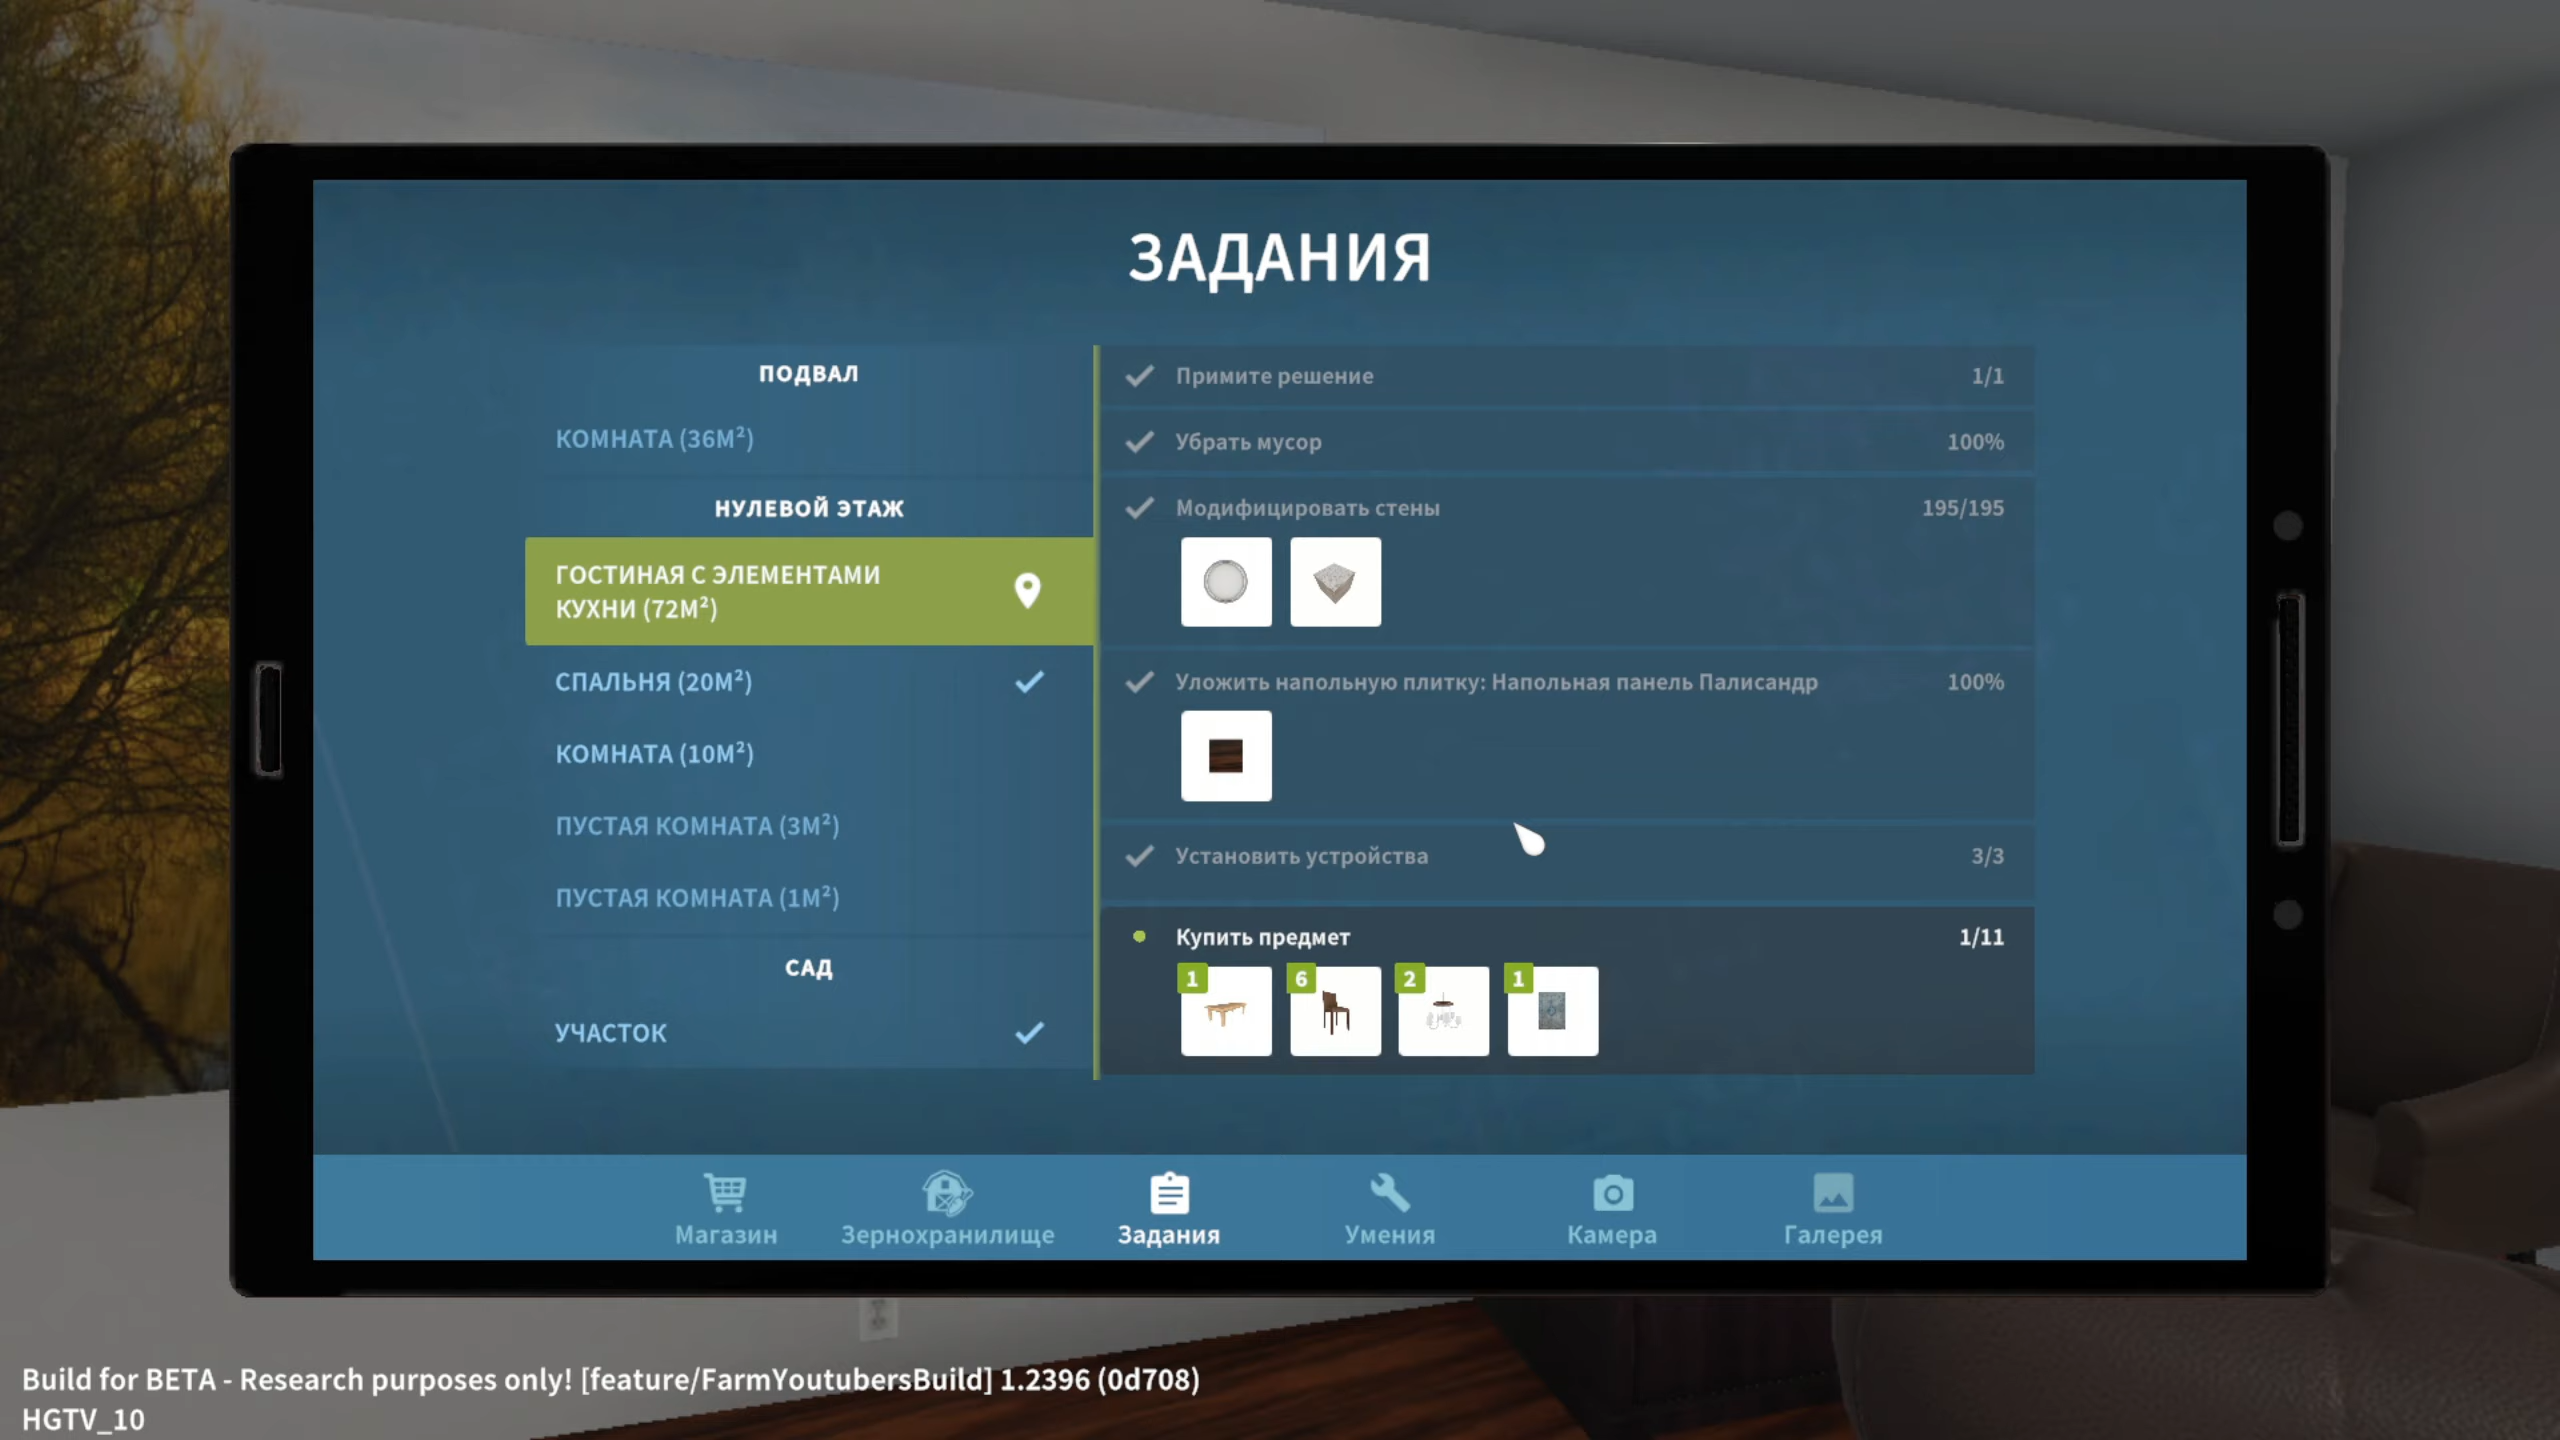 ЗАДАНИЯ
ПОДВАЛ
КОМНАТА (36М²)
НУЛЕВОЙ ЭТАЖ
ГОСТИНАЯ С ЭЛЕМЕНТАМИ
КУХНИ (72М²)
СПАЛЬНЯ (20М²)
КОМНАТА (10М²)
ПУСТАЯ КОМНАТА (3М²)
ПУСТАЯ КОМНАТА (1М²)
САД
УЧАСТОК
Примите решение 1/1
Убрать мусор 100%
Модифицировать стены 195/195
Уложить напольную плитку: Напольная панель Палисандр 100%
Установить устройства 3/3
Купить предмет 1/11
1 6 2 1
Магазин Зернохранилище Задания Умения Камера Галерея
Build for BETA - Research purposes only! [feature/FarmYoutubersBuild] 1.2396 (0d708)
HGTV_10